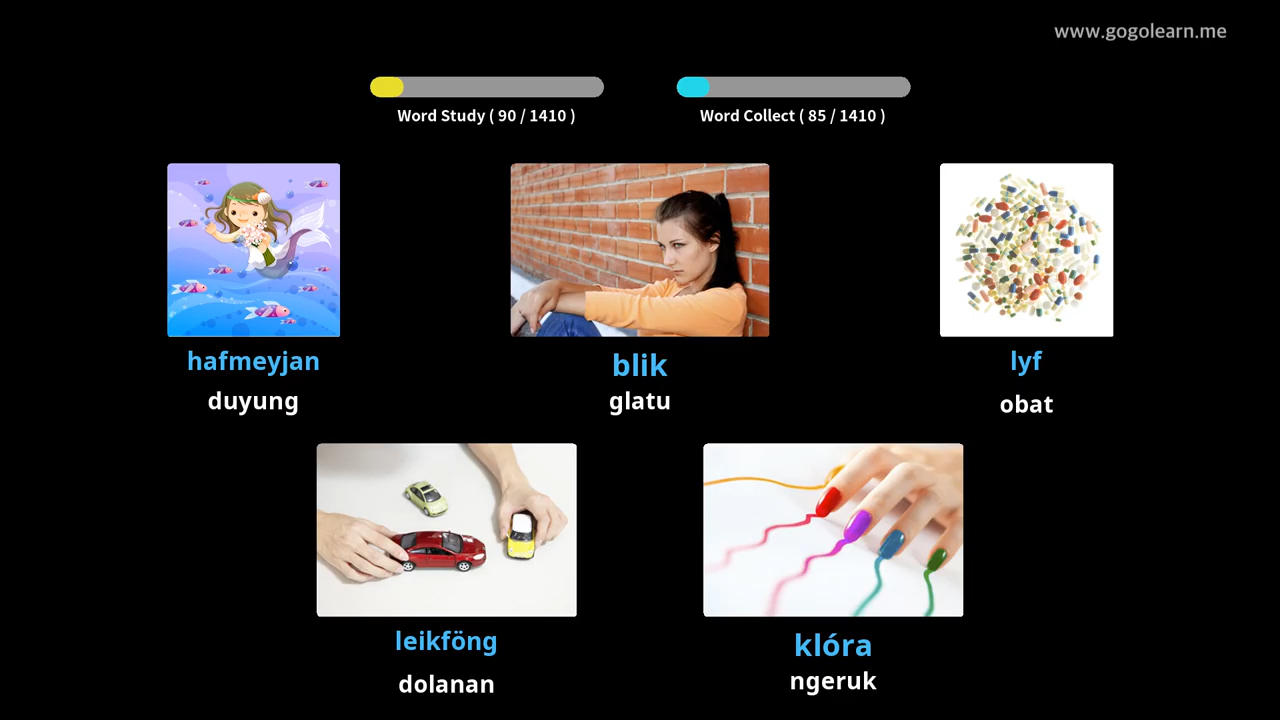 www.gogolearn.me
Word Study ( 90 / 1410 )
Word Collect ( 85 / 1410 )
hafmeyjan
duyung
blik
glatu
lyf
obat
leikföng
dolanan
klóra
ngeruk